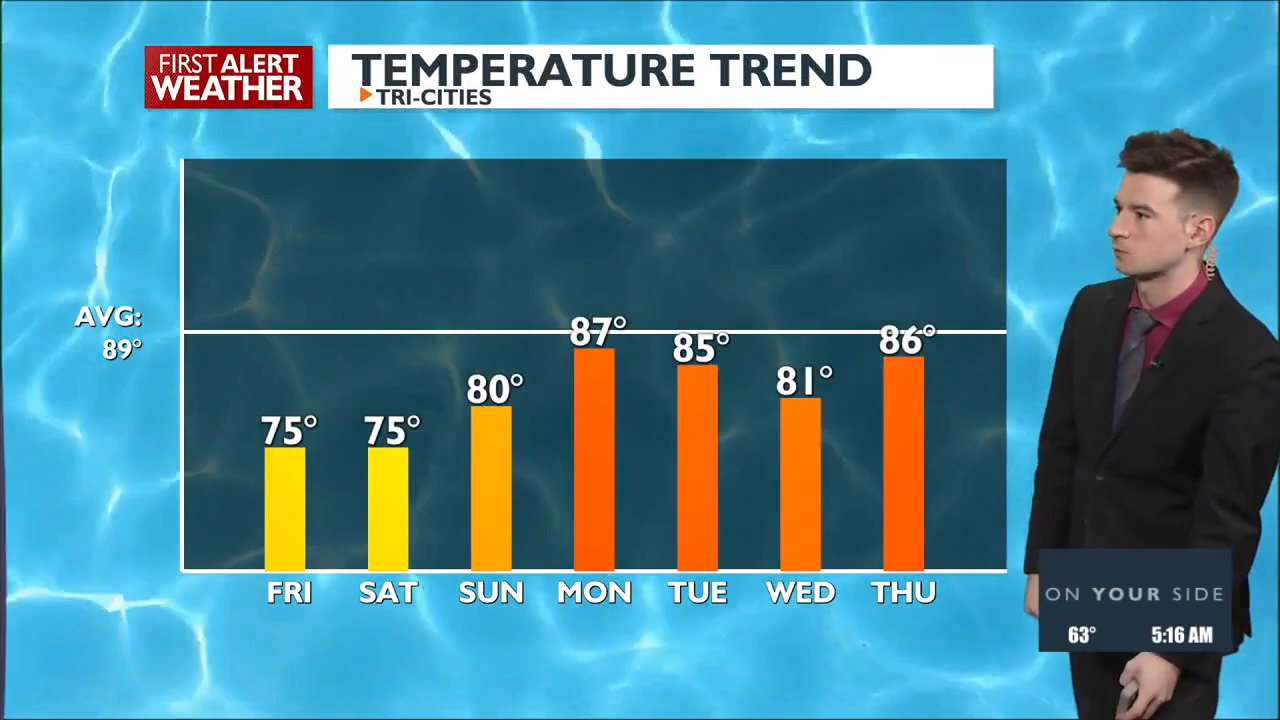 FIRST ALERT
WEATHER
TEMPERATURE TREND
TRI-CITIES
AVG:
89°
75°
75°
80°
87°
85°
81°
86°
FRI
SAT
SUN
MON
TUE
WED
THU
ON YOUR SIDE
63°
5:16 AM